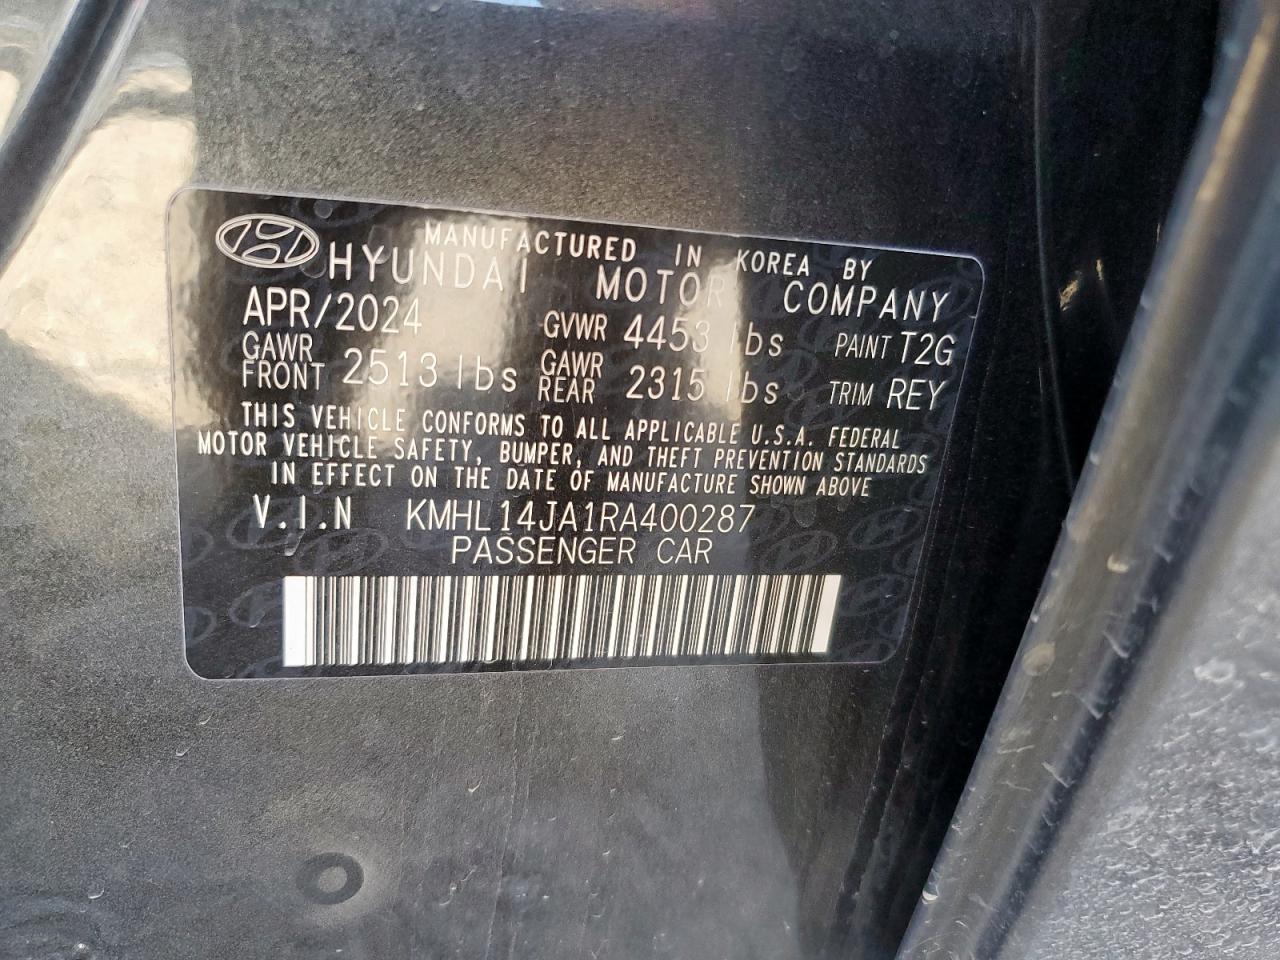 MANUFACTURED IN KOREA BY
HYUNDAI MOTOR COMPANY
APR/2024 GVWR 4453 lbs PAINT T2G
GAWR FRONT 2513 lbs GAWR REAR 2315 lbs TRIM REY
THIS VEHICLE CONFORMS TO ALL APPLICABLE U.S.A. FEDERAL
MOTOR VEHICLE SAFETY, BUMPER, AND THEFT PREVENTION STANDARDS
IN EFFECT ON THE DATE OF MANUFACTURE SHOWN ABOVE
V.I.N KMHL14JA1RA400287
PASSENGER CAR